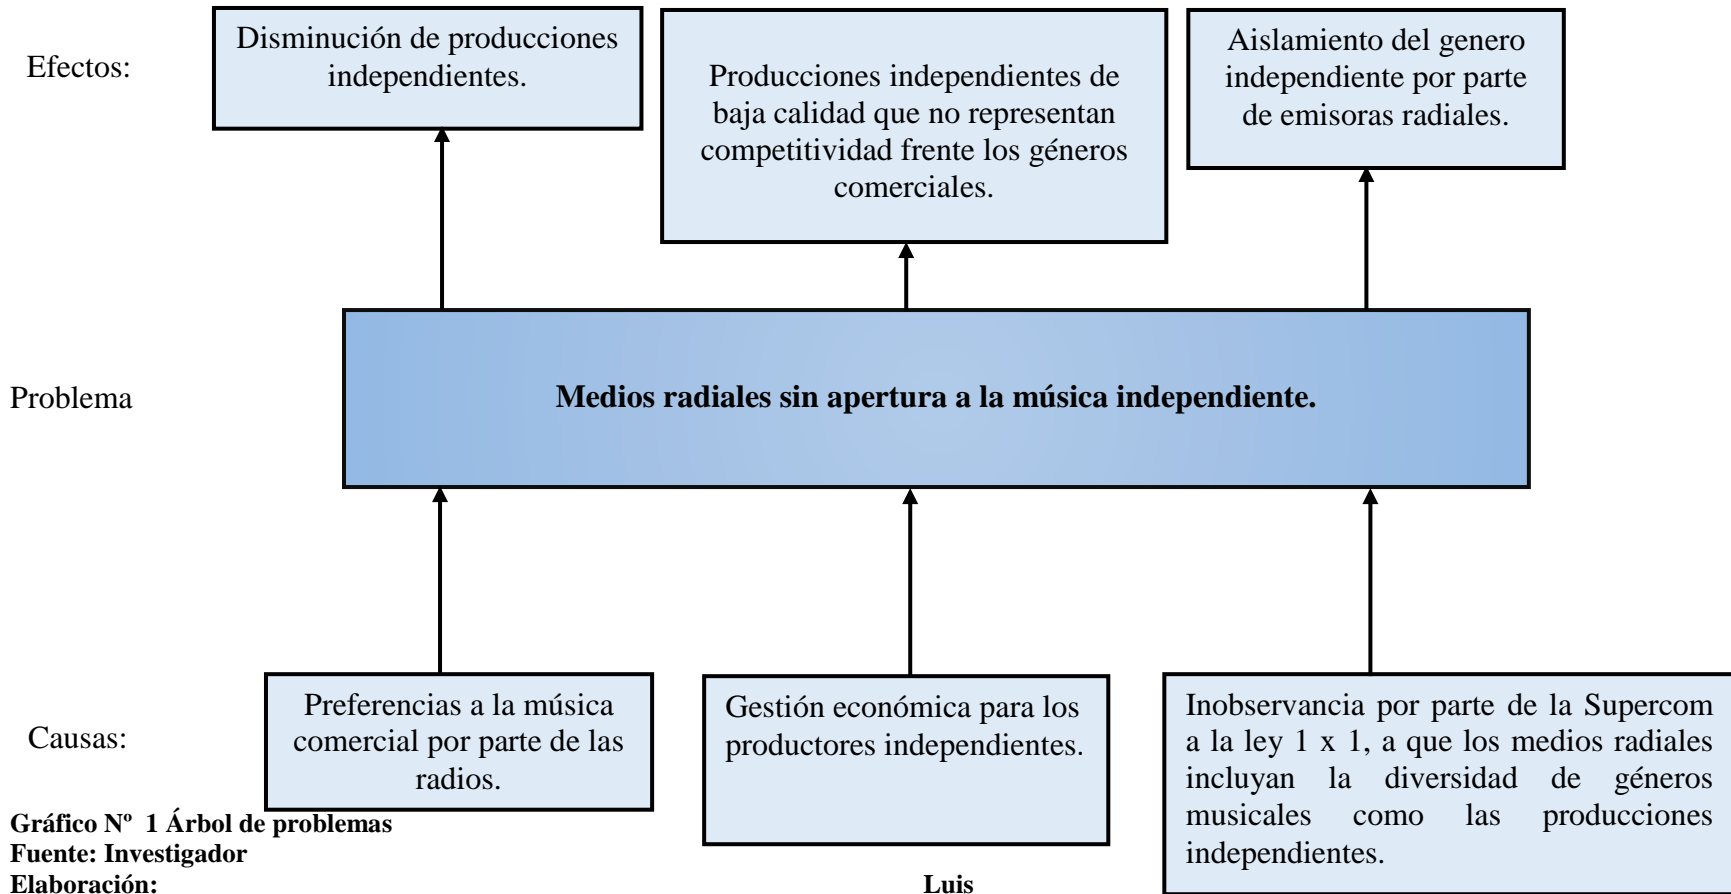 Efectos:
Disminución de producciones
independientes.
Producciones independientes de
baja calidad que no representan
competitividad frente los géneros
comerciales.
Aislamiento del genero
independiente por parte
de emisoras radiales.
Problema
Medios radiales sin apertura a la música independiente.
Causas:
Preferencias a la música
comercial por parte de las
radios.
Gestión económica para los
productores independientes.
Inobservancia por parte de la Supercom
a la ley 1 x 1, a que los medios radiales
incluyan la diversidad de géneros
musicales como las producciones
independientes.
Gráfico Nº 1 Árbol de problemas
Fuente: Investigador
Elaboración: Luis